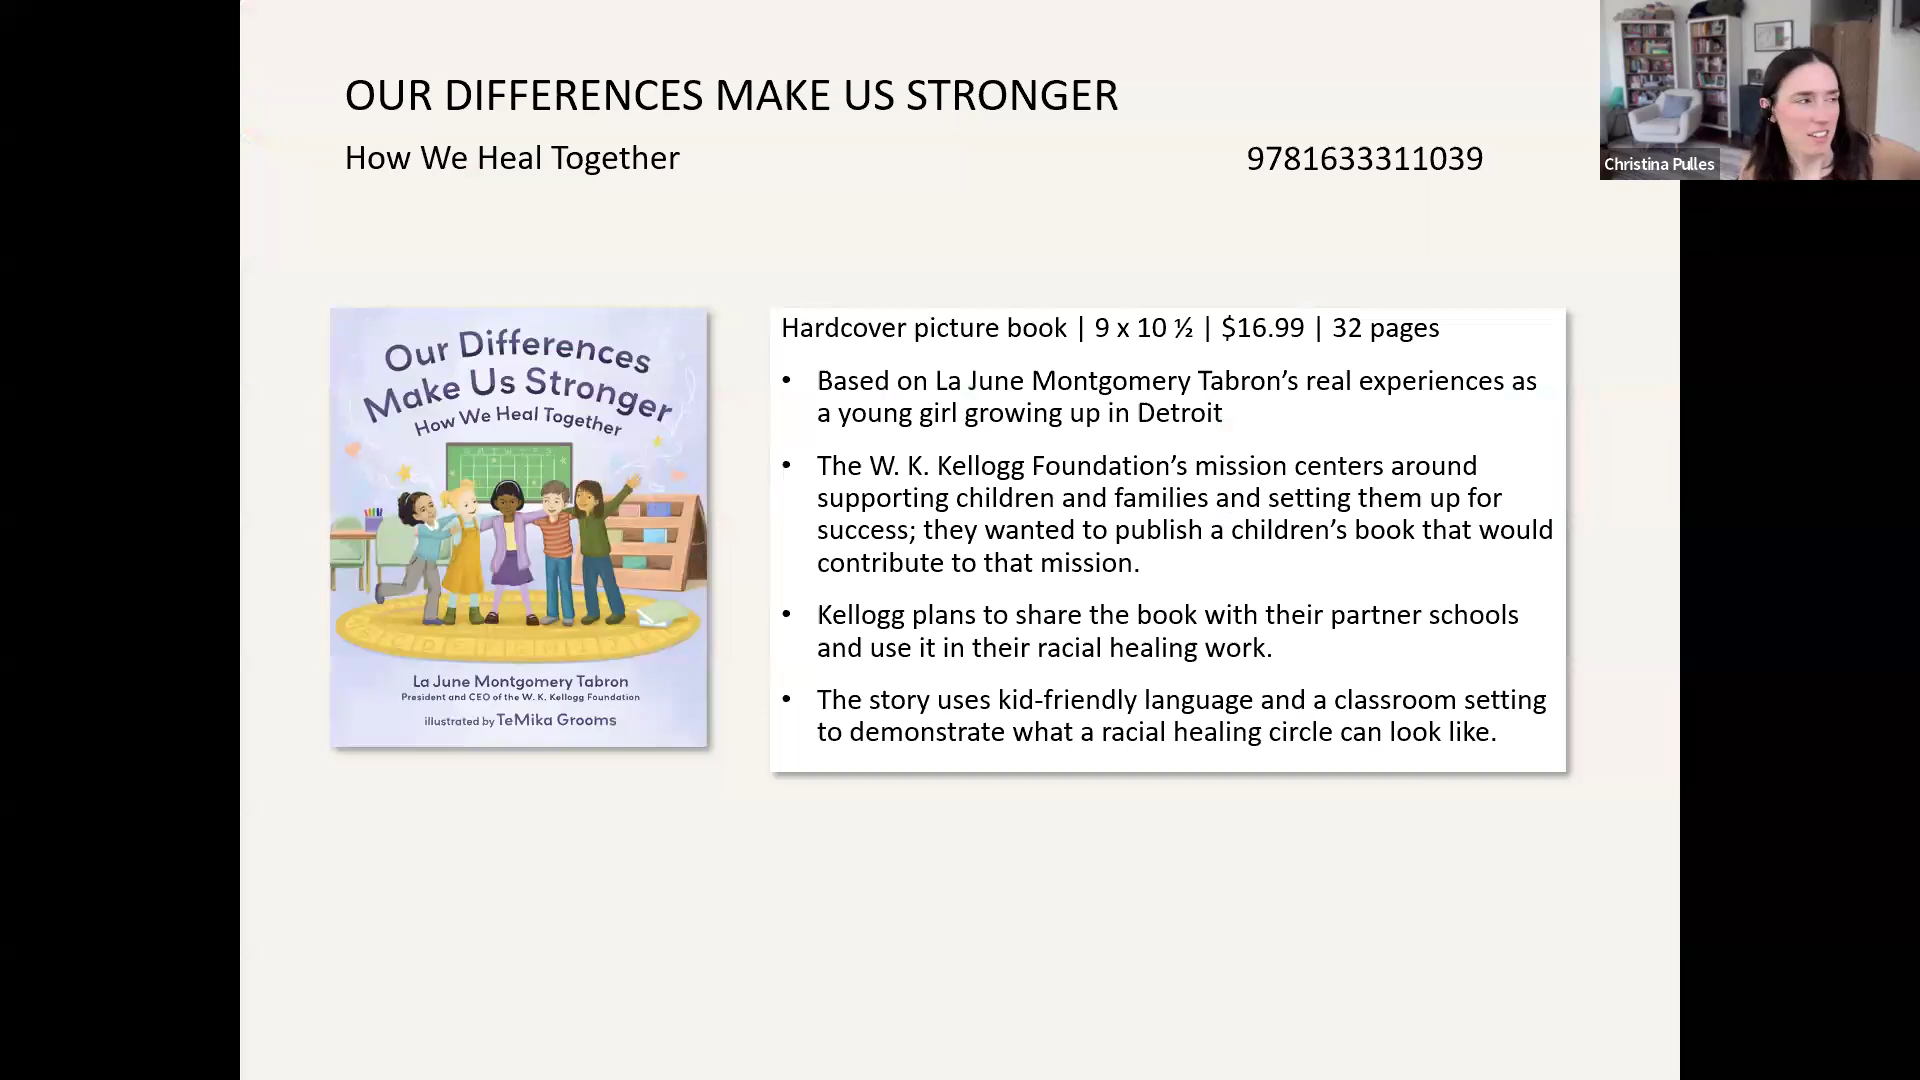 OUR DIFFERENCES MAKE US STRONGER
How We Heal Together
9781633311039
Christina Pulles
Our Differences
Make Us Stronger
How We Heal Together
La June Montgomery Tabron
President and CEO of the W. K. Kellogg Foundation
illustrated by TeMika Grooms
Hardcover picture book | 9 x 10 ½ | $16.99 | 32 pages
• Based on La June Montgomery Tabron’s real experiences as
a young girl growing up in Detroit
• The W. K. Kellogg Foundation’s mission centers around
supporting children and families and setting them up for
success; they wanted to publish a children’s book that would
contribute to that mission.
• Kellogg plans to share the book with their partner schools
and use it in their racial healing work.
• The story uses kid-friendly language and a classroom setting
to demonstrate what a racial healing circle can look like.